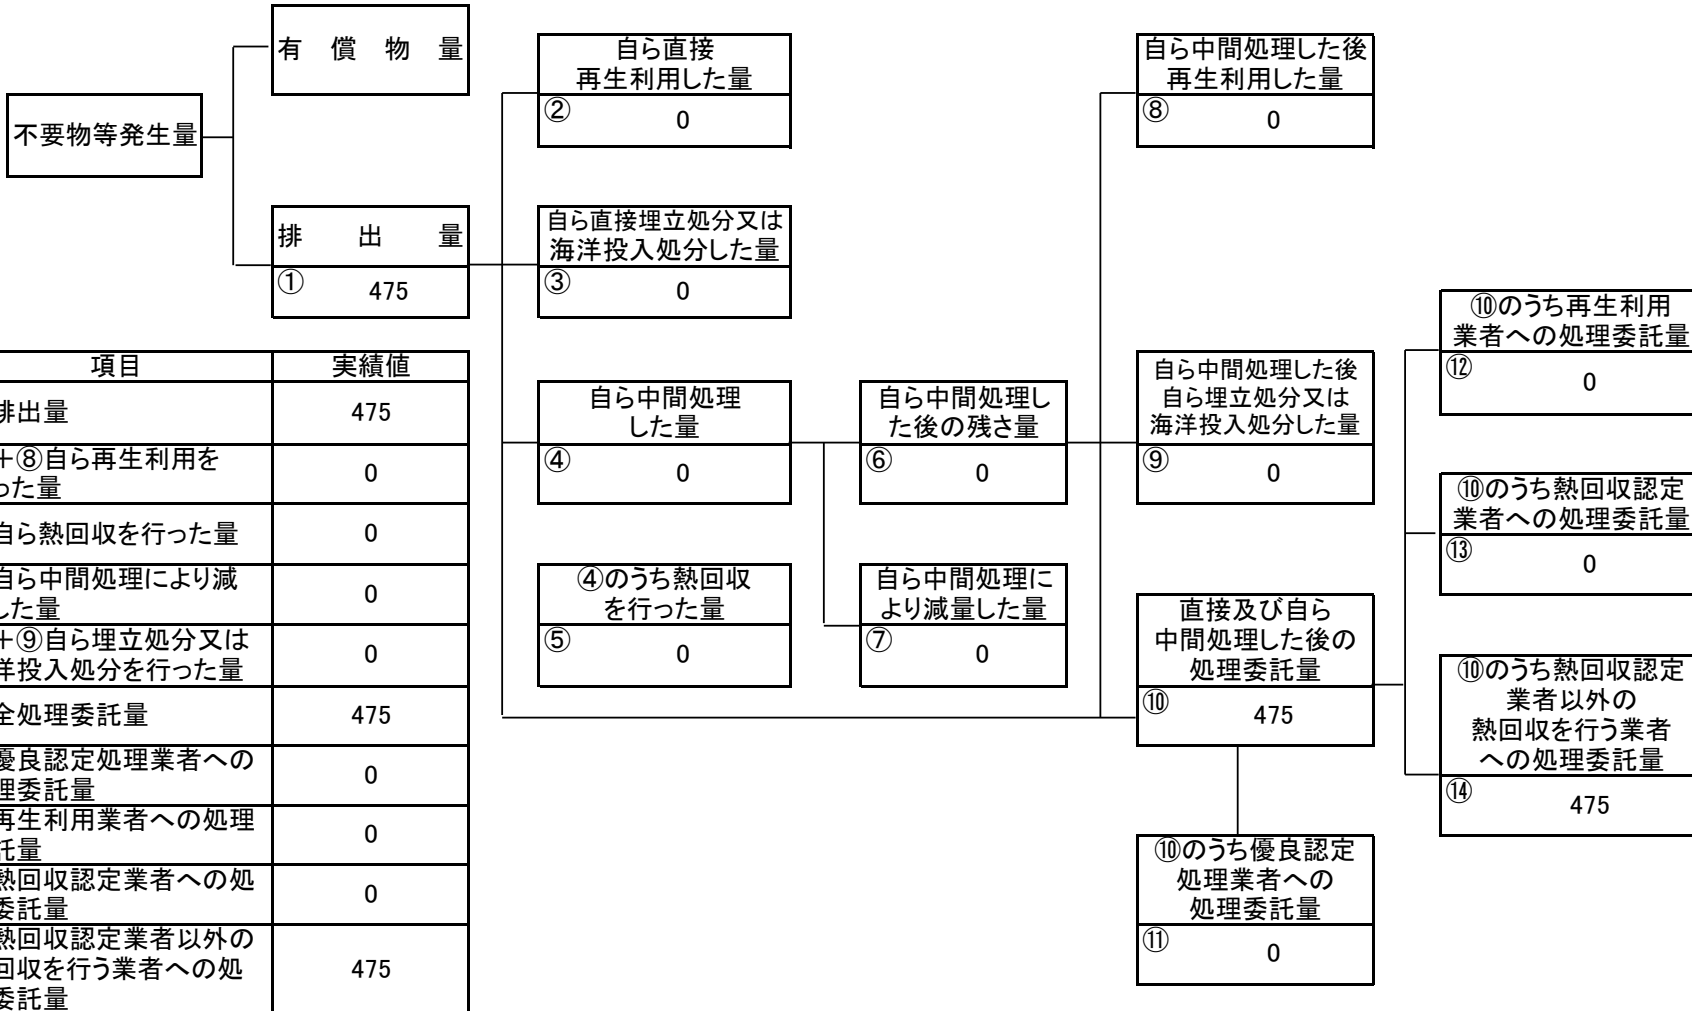 有 償 物 量
不要物等発生量
排 出 量
① 475
自ら直接
再生利用した量
② 0
自ら直接埋立処分又は
海洋投入処分した量
③ 0
自ら中間処理
した量
④ 0
④のうち熱回収
を行った量
⑤ 0
自ら中間処理し
た後の残さ量
⑥ 0
自ら中間処理に
より減量した量
⑦ 0
自ら中間処理した後
再生利用した量
⑧ 0
自ら中間処理した後
自ら埋立処分又は
海洋投入処分した量
⑨ 0
直接及び自ら
中間処理した後の
処理委託量
⑩ 475
⑩のうち優良認定
処理業者への
処理委託量
⑪ 0
⑩のうち再生利用
業者への処理委託量
⑫ 0
⑩のうち熱回収認定
業者への処理委託量
⑬ 0
⑩のうち熱回収認定
業者以外の
熱回収を行う業者
への処理委託量
⑭ 475
項目 実績値
排出量 475
+⑧自ら再生利用を
った量 0
自ら熱回収を行った量 0
自ら中間処理により減
した量 0
+⑨自ら埋立処分又は
洋投入処分を行った量 0
全処理委託量 475
優良認定処理業者への
理委託量 0
再生利用業者への処理
託量 0
熱回収認定業者への処
委託量 0
熱回収認定業者以外の
回収を行う業者への処
委託量 475